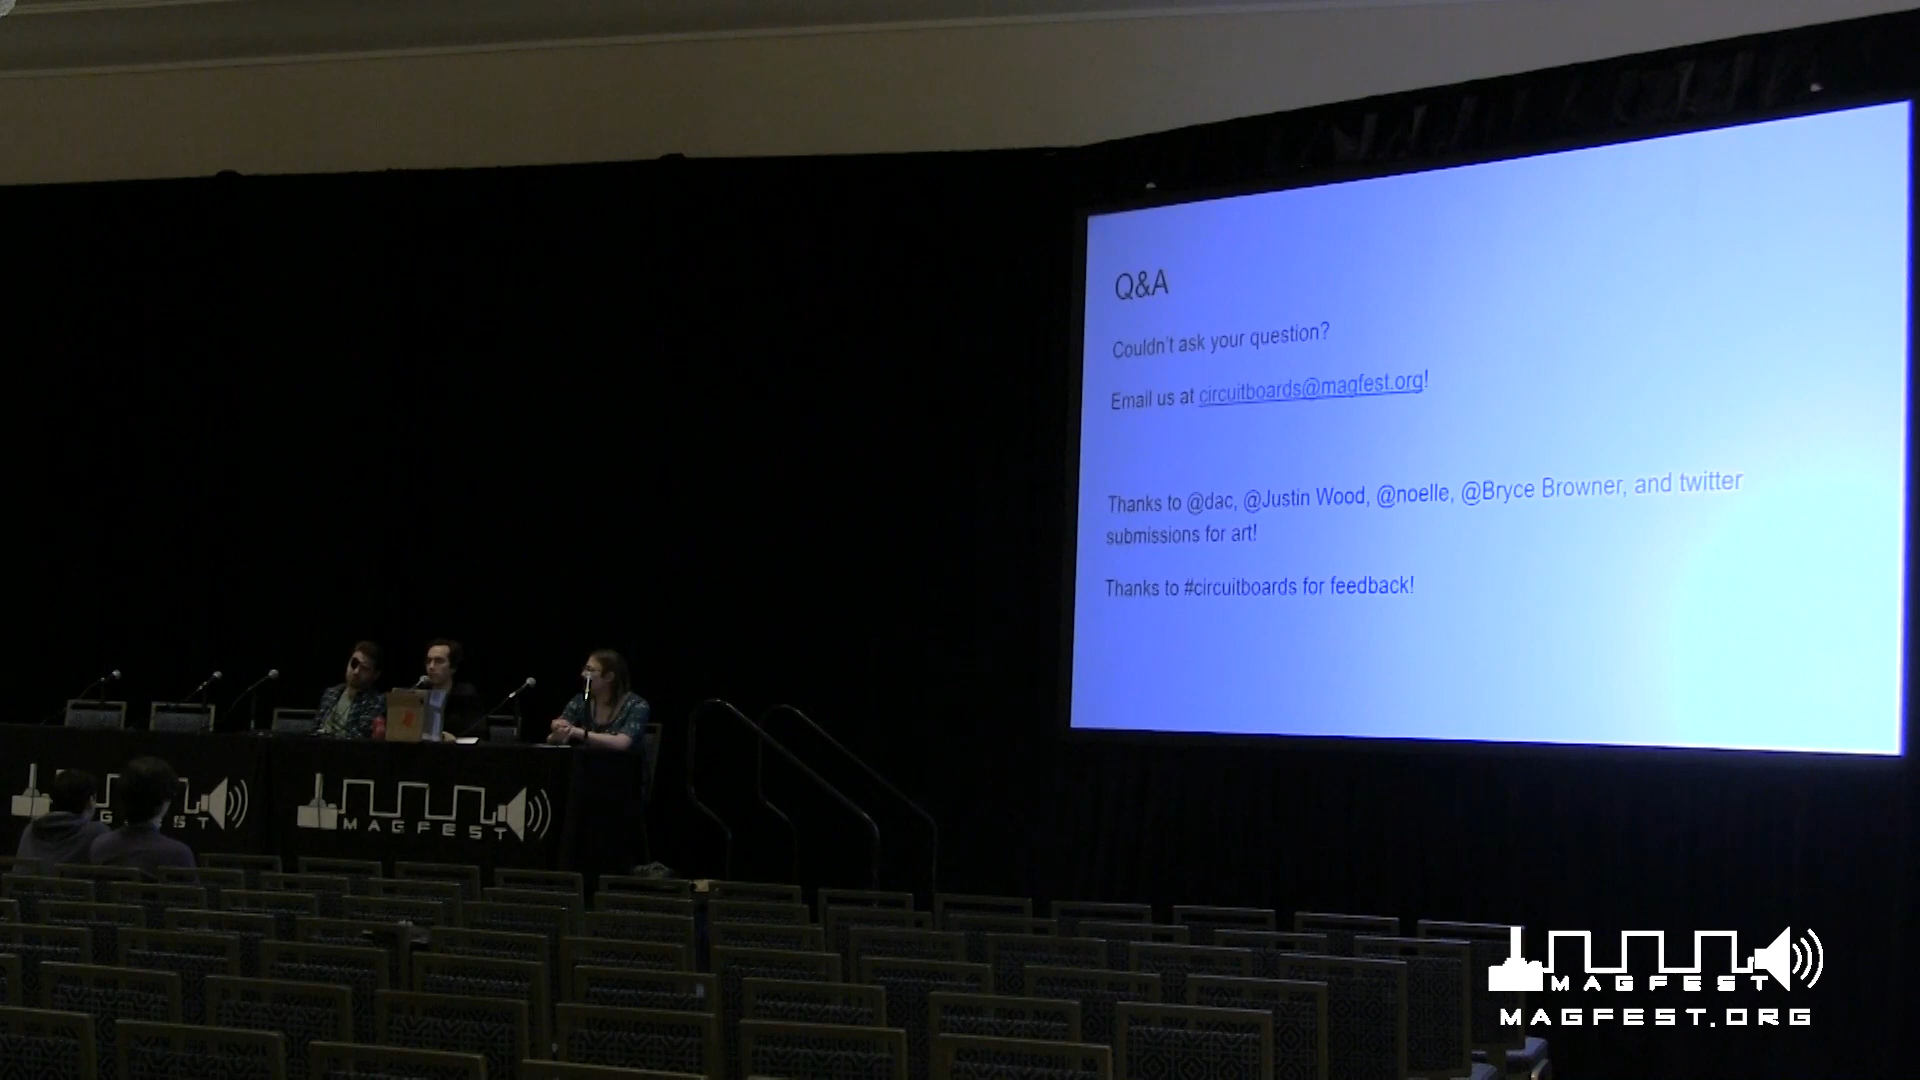 Q&A
Couldn't ask your question?
Email us at circuitboards@magfest.org!
Thanks to @dac, @Justin Wood, @noelle, @Bryce Browner, and twitter
submissions for art!
Thanks to #circuitboards for feedback!
MAGFEST
MAGFEST
MAGFEST.ORG